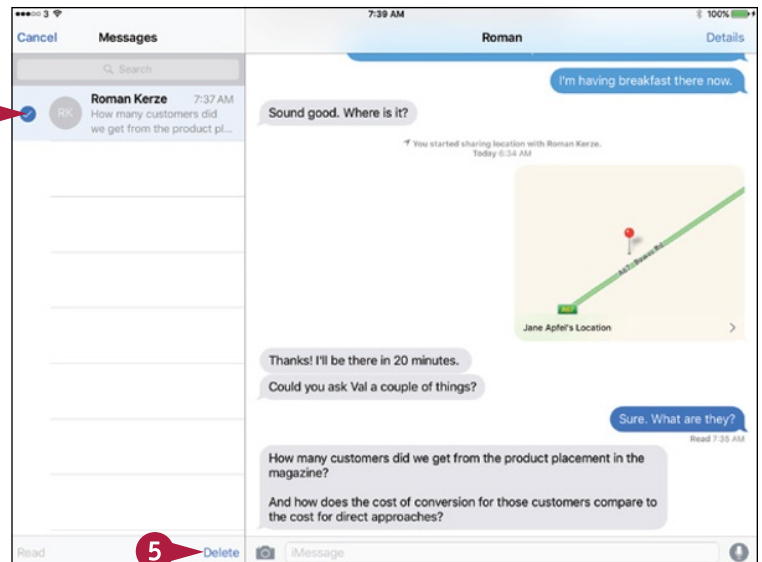 3 7:39 AM 100%
Cancel Messages Roman Details
Search
RK
Roman Kerze 7:37 AM
How many customers did
we get from the product pl...
I'm having breakfast there now.
Sound good. Where is it?
You started sharing location with Roman Kerze.
Today 6:34 AM
A67 Bowes Rd
A67
Jane Apfel's Location
Thanks! I'll be there in 20 minutes.
Could you ask Val a couple of things?
Sure. What are they?
Read 7:35 AM
How many customers did we get from the product placement in the
magazine?
And how does the cost of conversion for those customers compare to
the cost for direct approaches?
Read 5 Delete iMessage